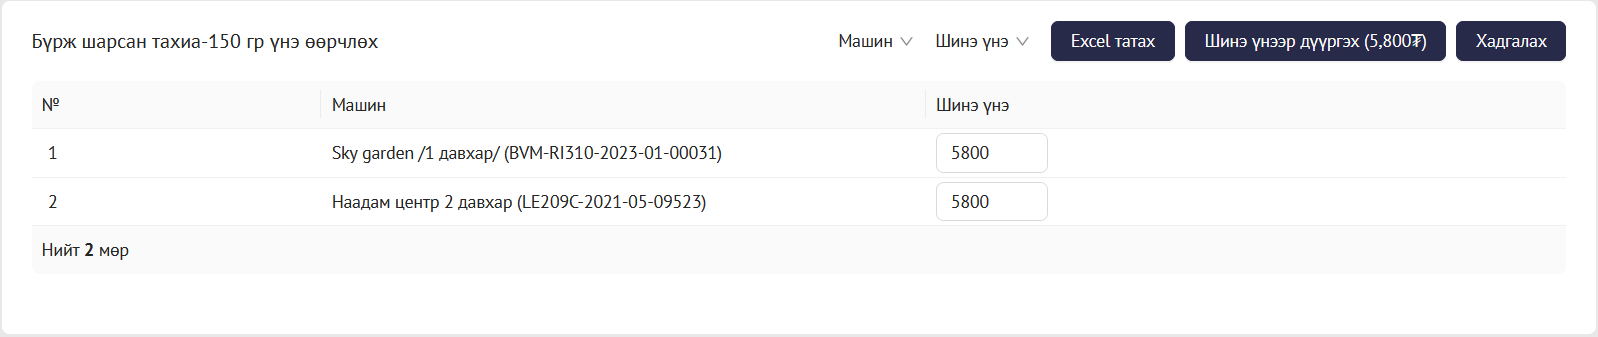 Бүрж шарсан тахиа-150 гр үнэ өөрчлөх
Машин Шинэ үнэ Excel татах Шинэ үнээр дүүргэх (5,800₮) Хадгалах
№ Машин Шинэ үнэ
1 Sky garden /1 давхар/ (BVM-RI310-2023-01-00031) 5800
2 Наадам центр 2 давхар (LE209C-2021-05-09523) 5800
Нийт 2 мөр